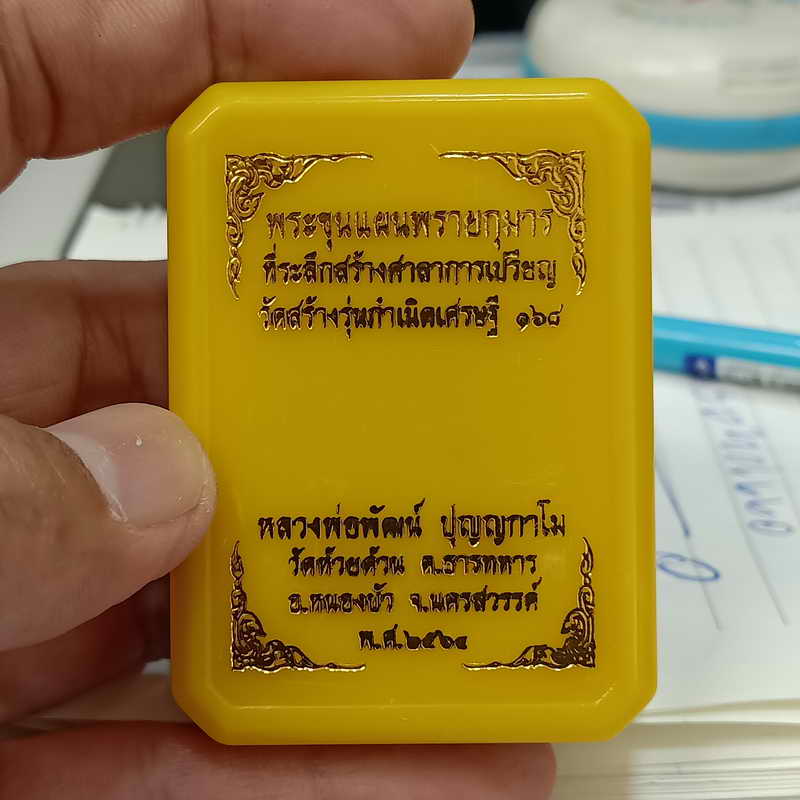 พระขุนแผนพรายกุมาร
ที่ระลึกสร้างศาลาการเปรียญ
วัดสร้างรุ่นกำเนิดเศรษฐี ๑๖๘
หลวงพ่อพัฒน์ ปุญญกาโม
วัดห้วยด้วน ต.ธารทหาร
อ.หนองบัว จ.นครสวรรค์
พ.ศ.๒๕๖๔